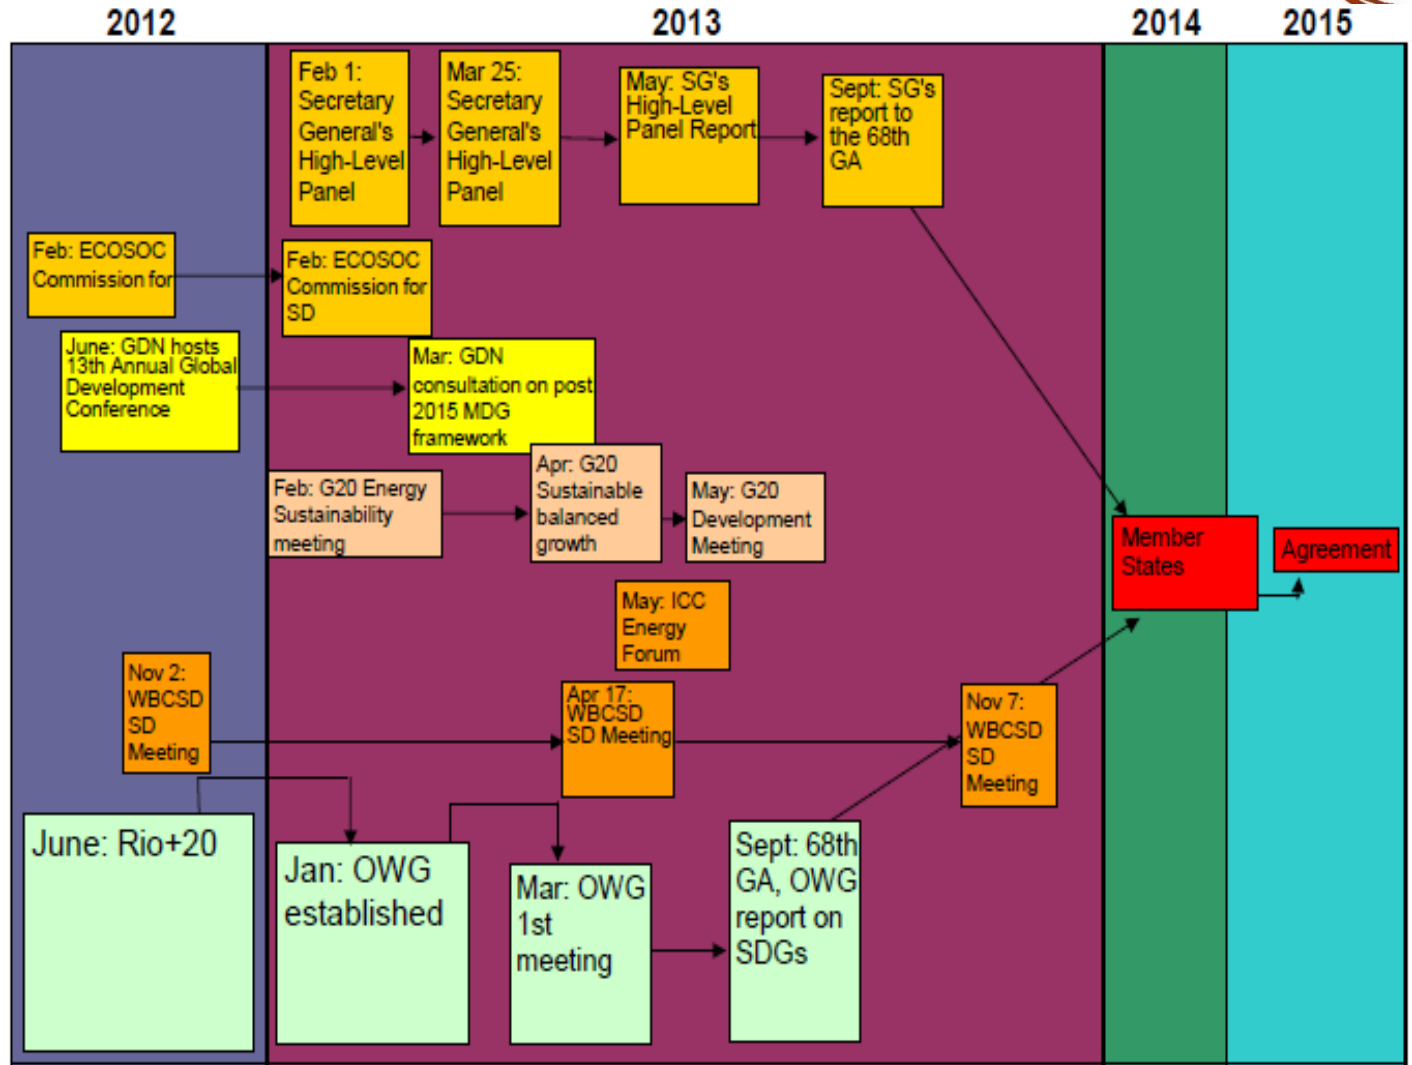 2012
2013
2014
2015
Feb 1:
Secretary
General's
High-Level
Panel
Mar 25:
Secretary
General's
High-Level
Panel
May: SG's
High-Level
Panel Report
Sept: SG's
report to
the 68th
GA
Feb: ECOSOC
Commission for
Feb: ECOSOC
Commission for
SD
June: GDN hosts
13th Annual Global
Development
Conference
Mar: GDN
consultation on post
2015 MDG
framework
Feb: G20 Energy
Sustainability
meeting
Apr: G20
Sustainable
balanced
growth
May: G20
Development
Meeting
Member
States
Agreement
May: ICC
Energy
Forum
Nov 2:
WBCSD
SD
Meeting
Apr 17:
WBCSD
SD Meeting
Nov 7:
WBCSD
SD
Meeting
June: Rio+20
Jan: OWG
established
Mar: OWG
1st
meeting
Sept: 68th
GA, OWG
report on
SDGs